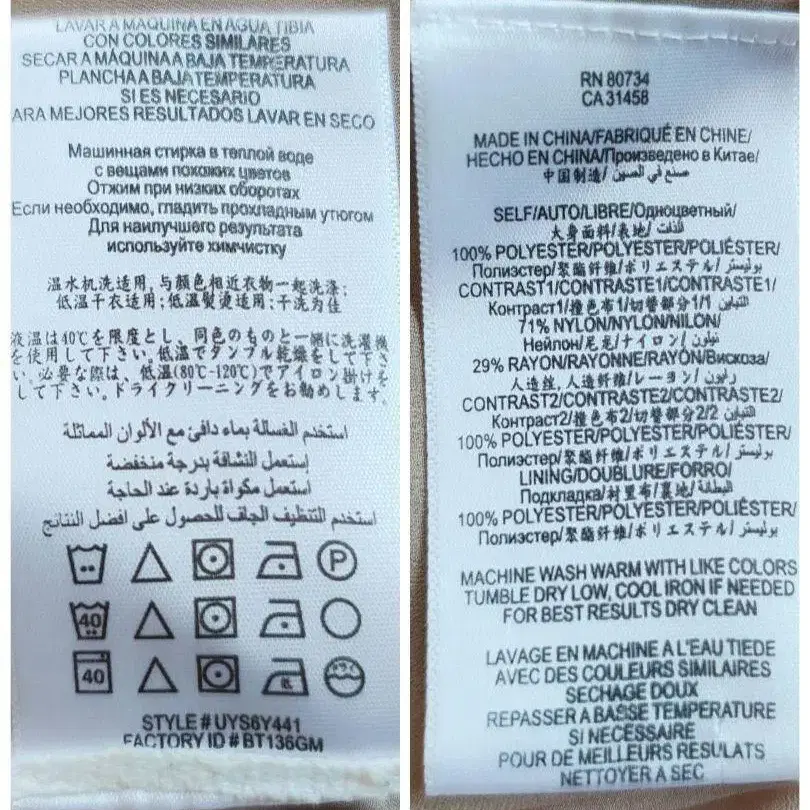 LAVAR A MAQUINA EN AGUA TIBIA
CON COLORES SIMILARES
SECAR A MÁQUINA A BAJA TEMPERATURA
PLANCHA A BAJA TEMPERATURA
SI ES NECESARIO
ARA MEJORES RESULTADOS LAVAR EN SECO
Машинная стирка в теплой воде
с вещами похожих цветов
Отжим при низких оборотах
Если необходимо, гладить прохладным утюгом
Для наилучшего результата
используйте химчистку
温水机洗适用,与颜色相近衣物一起洗涤;
低温干衣适用;低温熨烫适用;干洗为佳
液温は40℃を限度とし、同色のものと一緒に洗濯機
を使用して下さい。低温でタンブル乾燥をして下さ
い。必要な際は、低温(80℃-120℃)でアイロン掛けを
して下さい。ドライクリーニングをお勧めします。
استخدم الغسالة بماء دافئ مع الألوان المماثلة
إستعمل النشافة بدرجة منخفضة
استعمل مكواة باردة عند الحاجة
استخدم التنظيف الجاف للحصول على افضل النتائج
P
40
40
STYLE # UYS6Y441
FACTORY ID # BT136GM
RN 80734
CA 31458
MADE IN CHINA/FABRIQUÉ EN CHINE/
HECHO EN CHINA/Произведено в Китае/
中国制造/ صنع في الصين
SELF/AUTO/LIBRE/Одноцветный/
大身面料/表地/ الذات
100% POLYESTER/POLYESTER/POLIÉSTER/
Полиэстер/聚酯纤维/ポリエステル/ بوليستر
CONTRAST1/CONTRASTE1/CONTRASTE1/
Контраст1/撞色布1/切替部分1/ التباين 1
71% NYLON/NYLON/NILON/
Нейлон/尼龙/ナイロン/ نيلون
29% RAYON/RAYONNE/RAYÓN/Вискоза/
人造丝, 人造纤维/レーヨン/ رايون
CONTRAST2/CONTRASTE2/CONTRASTE2/
Контраст2/撞色布2/切替部分2/ التباين 2
100% POLYESTER/POLYESTER/POLIÉSTER/
Полиэстер/聚酯纤维/ポリエステル/ بوليستر
LINING/DOUBLURE/FORRO/
Подкладка/衬里布/裏地/ البطانة
100% POLYESTER/POLYESTER/POLIÉSTER/
Полиэстер/聚酯纤维/ポリエステル/ بوليستر
MACHINE WASH WARM WITH LIKE COLORS
TUMBLE DRY LOW, COOL IRON IF NEEDED
FOR BEST RESULTS DRY CLEAN
LAVAGE EN MACHINE A L'EAU TIEDE
AVEC DES COULEURS SIMILAIRES
SECHAGE DOUX
REPASSER A BASSE TEMPERATURE
SI NECESSAIRE
POUR DE MEILLEURS RESULATS
NETTOYER A SEC